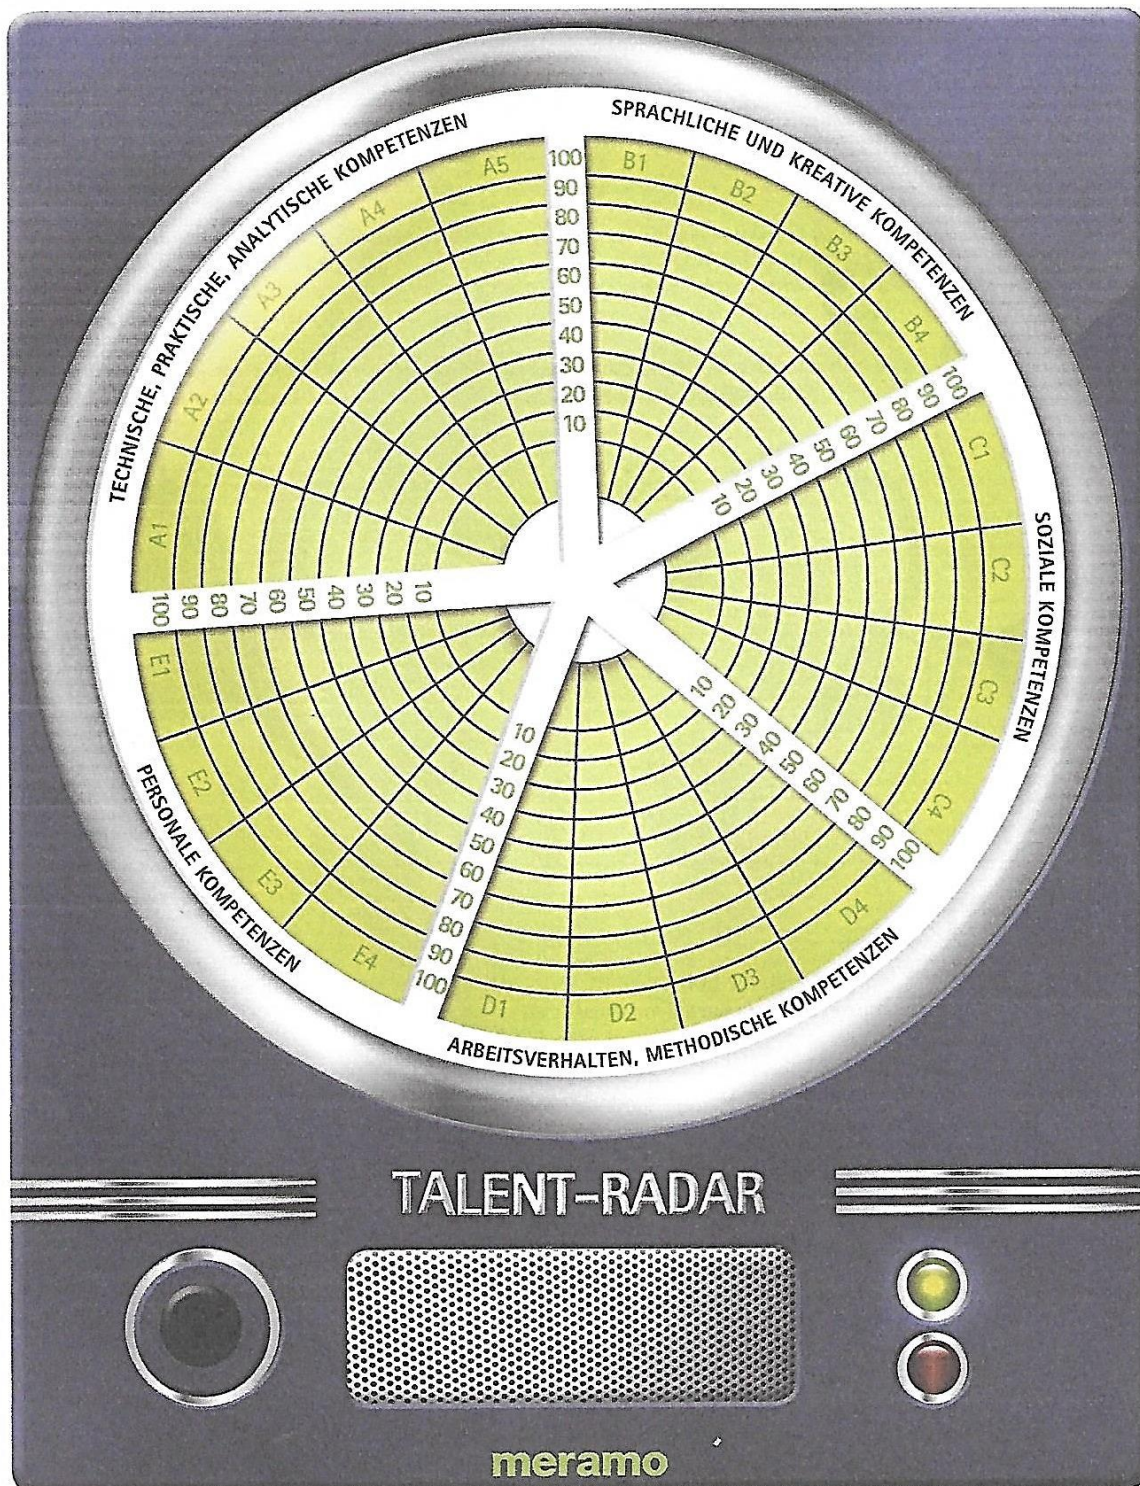 TECHNISCHE, PRAKTISCHE, ANALYTISCHE KOMPETENZEN
A1
A2
A3
A4
A5
100
90
80
70
60
50
40
30
20
10
SPRACHLICHE UND KREATIVE KOMPETENZEN
B1
B2
B3
B4
100
90
80
70
60
50
40
30
20
10
SOZIALE KOMPETENZEN
C1
C2
C3
C4
10
20
30
40
50
60
70
80
90
100
ARBEITSVERHALTEN, METHODISCHE KOMPETENZEN
D4
D3
D2
D1
10
20
30
40
50
60
70
80
90
100
PERSONALE KOMPETENZEN
E4
E3
E2
E1
100
90
80
70
60
50
40
30
20
10
TALENT-RADAR
meramo